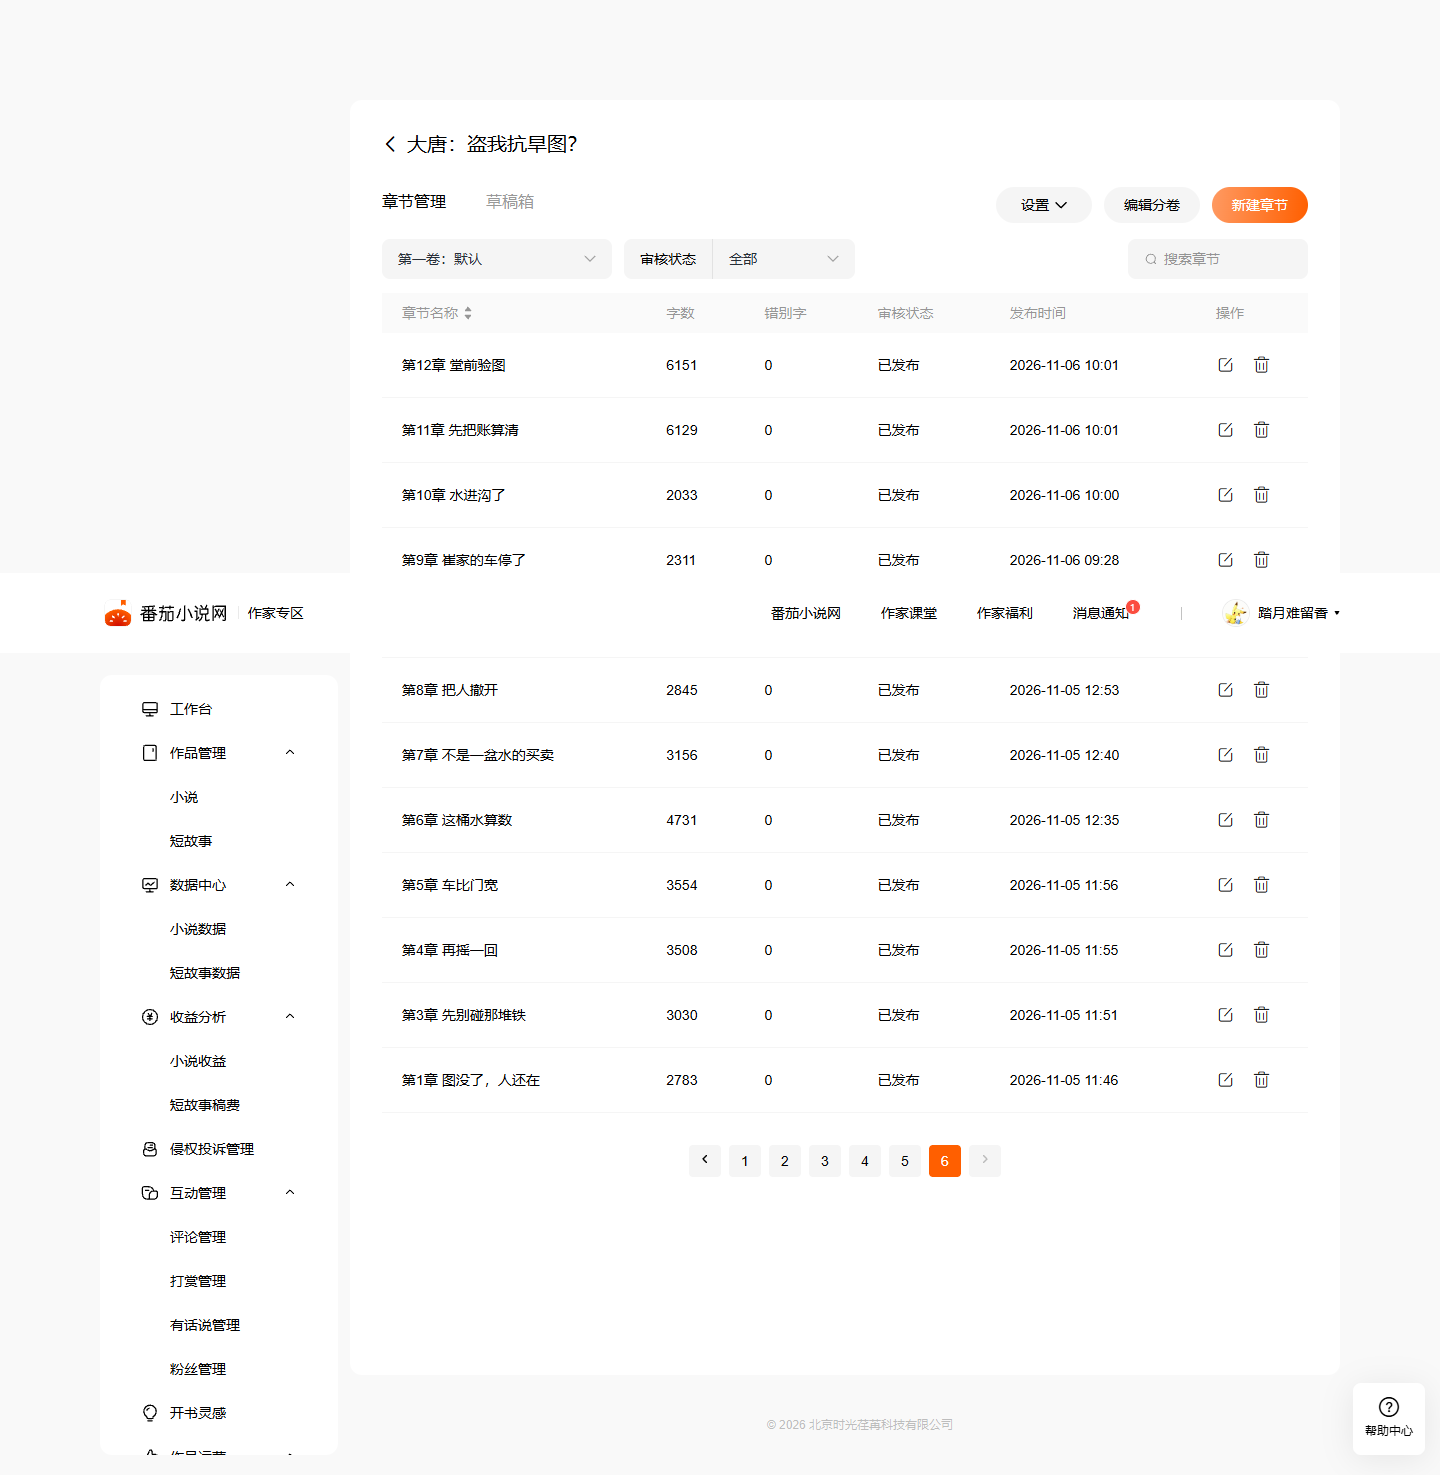 大唐：盗我抗旱图？
章节管理 草稿箱 设置 编辑分卷 新建章节
第一卷：默认 审核状态 全部 搜索章节
章节名称 字数 错别字 审核状态 发布时间 操作
第12章 堂前验图 6151 0 已发布 2026-11-06 10:01
第11章 先把账算清 6129 0 已发布 2026-11-06 10:01
第10章 水进沟了 2033 0 已发布 2026-11-06 10:00
第9章 崔家的车停了 2311 0 已发布 2026-11-06 09:28
番茄小说网 作家专区 番茄小说网 作家课堂 作家福利 消息通知 1 踏月难留香
第8章 把人撤开 2845 0 已发布 2026-11-05 12:53
第7章 不是一盆水的买卖 3156 0 已发布 2026-11-05 12:40
第6章 这桶水算数 4731 0 已发布 2026-11-05 12:35
第5章 车比门宽 3554 0 已发布 2026-11-05 11:56
第4章 再摇一回 3508 0 已发布 2026-11-05 11:55
第3章 先别碰那堆铁 3030 0 已发布 2026-11-05 11:51
第1章 图没了，人还在 2783 0 已发布 2026-11-05 11:46
1 2 3 4 5 6
工作台
作品管理
小说
短故事
数据中心
小说数据
短故事数据
收益分析
小说收益
短故事稿费
侵权投诉管理
互动管理
评论管理
打赏管理
有话说管理
粉丝管理
开书灵感
© 2026 北京时光荏苒科技有限公司
帮助中心